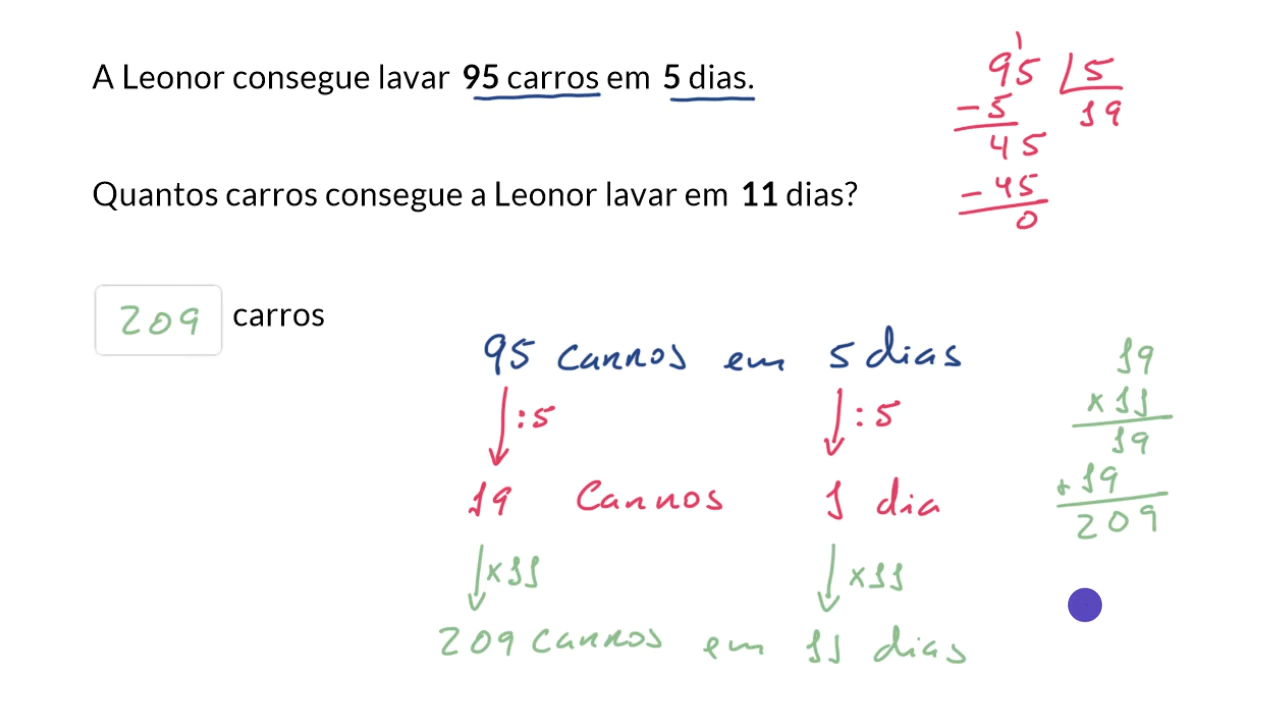 A Leonor consegue lavar 95 carros em 5 dias.
Quantos carros consegue a Leonor lavar em 11 dias?
209 carros
1
95 5
- 5 19
45
- 45
0
95 carros em 5 dias
:5 :5
19 carros 1 dia
x11 x11
209 carros em 11 dias
19
x 11
19
+ 19
209